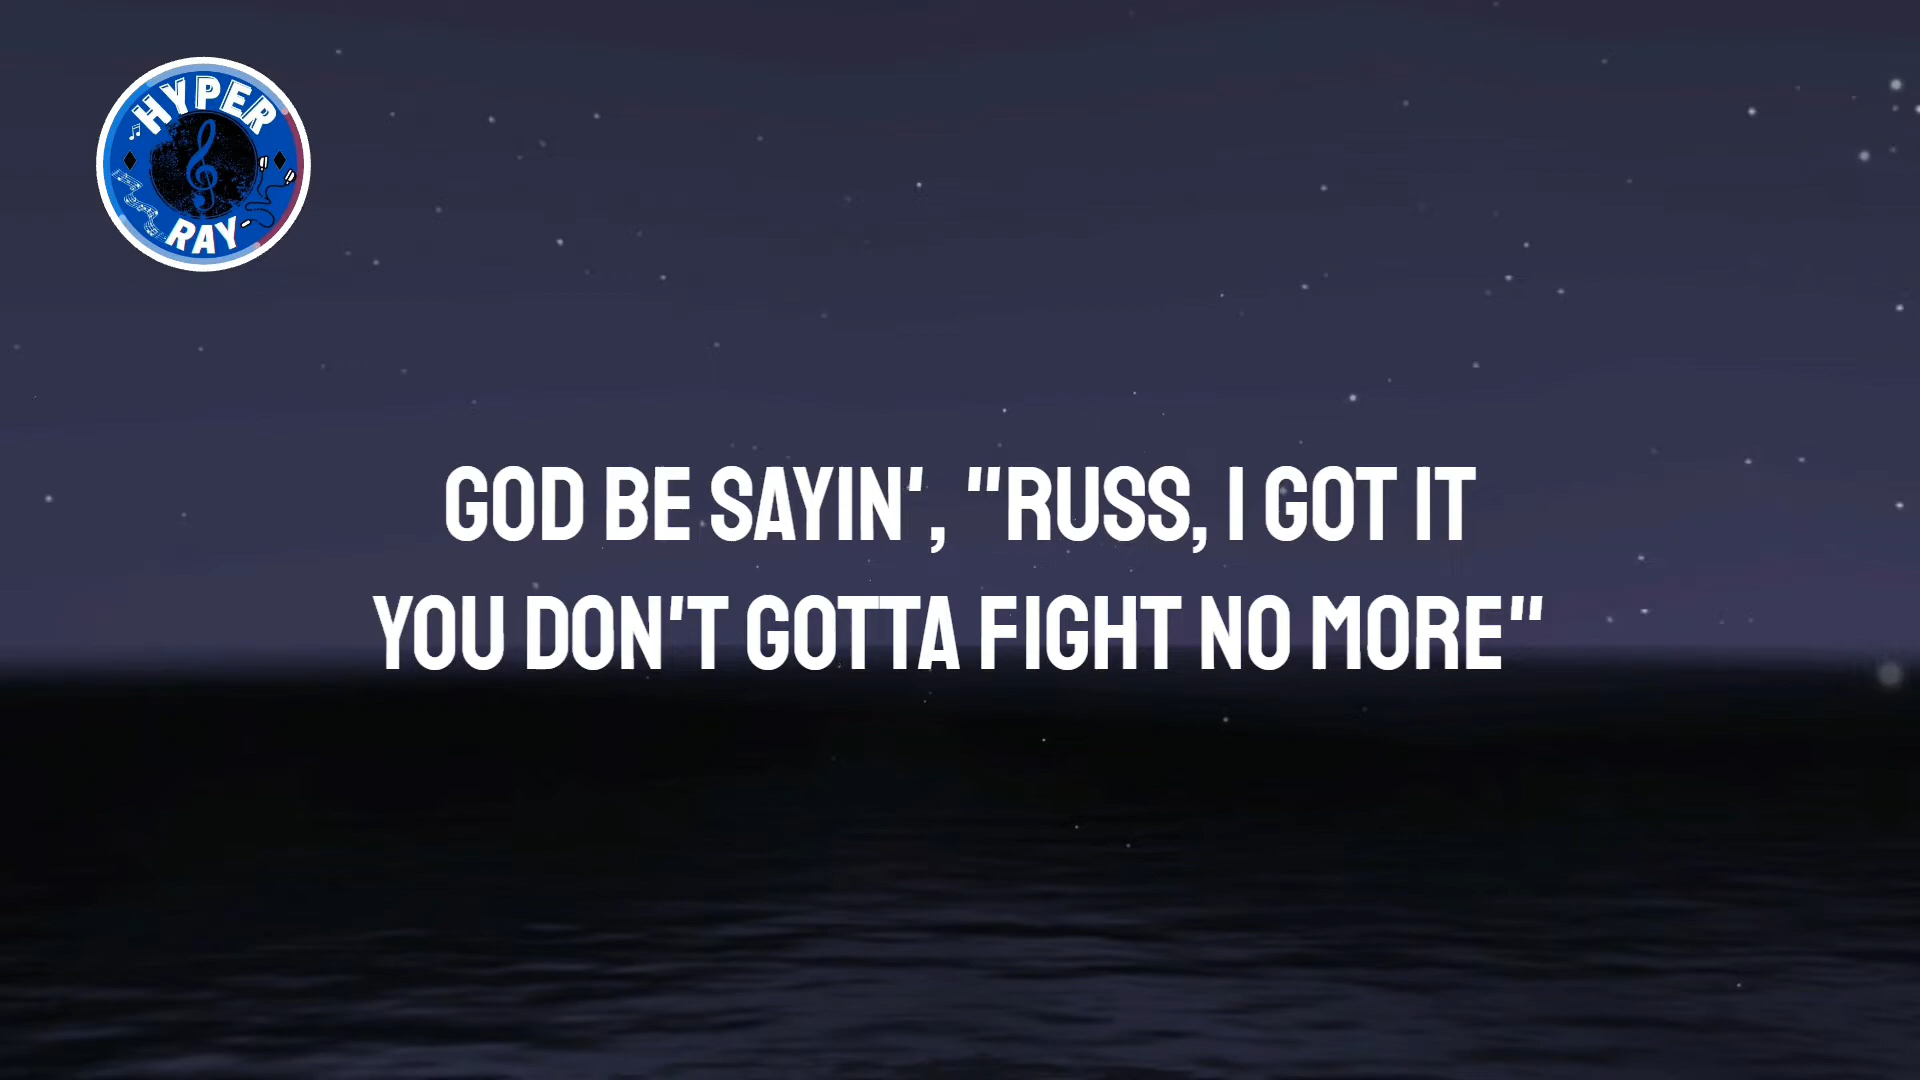 HYPER
RAY
GOD BE SAYIN', "RUSS, I GOT IT
YOU DON'T GOTTA FIGHT NO MORE"